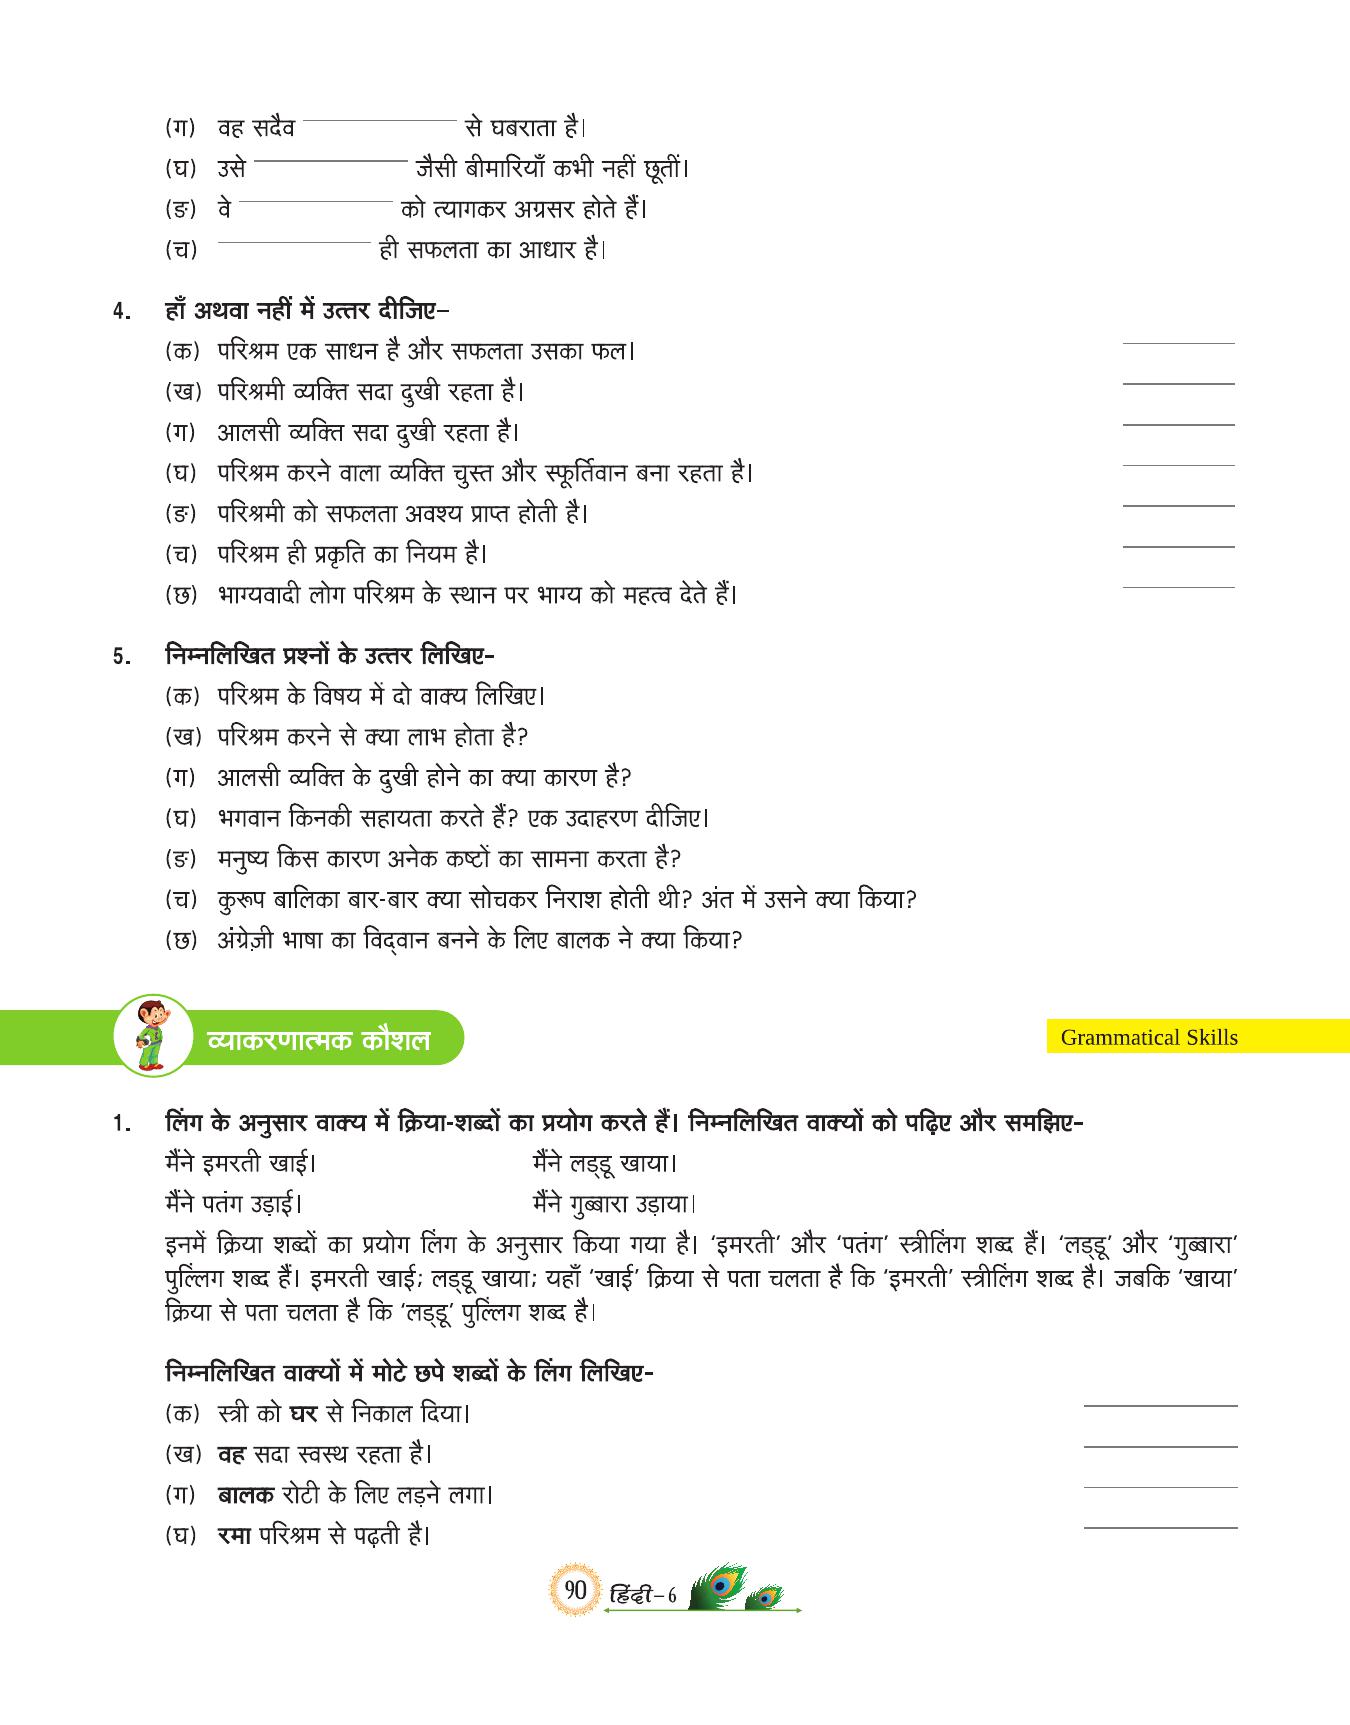 (ग) वह सदैव ____________ से घबराता है।
(घ) उसे ____________ जैसी बीमारियाँ कभी नहीं छूतीं।
(ङ) वे ____________ को त्यागकर अग्रसर होते हैं।
(च) ____________ ही सफलता का आधार है।
4. हाँ अथवा नहीं में उत्तर दीजिए–
(क) परिश्रम एक साधन है और सफलता उसका फल। ________
(ख) परिश्रमी व्यक्ति सदा दुखी रहता है। ________
(ग) आलसी व्यक्ति सदा दुखी रहता है। ________
(घ) परिश्रम करने वाला व्यक्ति चुस्त और स्फूर्तिवान बना रहता है। ________
(ङ) परिश्रमी को सफलता अवश्य प्राप्त होती है। ________
(च) परिश्रम ही प्रकृति का नियम है। ________
(छ) भाग्यवादी लोग परिश्रम के स्थान पर भाग्य को महत्व देते हैं। ________
5. निम्नलिखित प्रश्नों के उत्तर लिखिए-
(क) परिश्रम के विषय में दो वाक्य लिखिए।
(ख) परिश्रम करने से क्या लाभ होता है?
(ग) आलसी व्यक्ति के दुखी होने का क्या कारण है?
(घ) भगवान किनकी सहायता करते हैं? एक उदाहरण दीजिए।
(ङ) मनुष्य किस कारण अनेक कष्टों का सामना करता है?
(च) कुरूप बालिका बार-बार क्या सोचकर निराश होती थी? अंत में उसने क्या किया?
(छ) अंग्रेज़ी भाषा का विद्‌वान बनने के लिए बालक ने क्या किया?
व्याकरणात्मक कौशल
Grammatical Skills
1. लिंग के अनुसार वाक्य में क्रिया-शब्दों का प्रयोग करते हैं। निम्नलिखित वाक्यों को पढ़िए और समझिए-
मैंने इमरती खाई। मैंने लड्‌डू खाया।
मैंने पतंग उड़ाई। मैंने गुब्बारा उड़ाया।
इनमें क्रिया शब्दों का प्रयोग लिंग के अनुसार किया गया है। ‘इमरती’ और ‘पतंग’ स्त्रीलिंग शब्द हैं। ‘लड्‌डू’ और ‘गुब्बारा’
पुल्लिंग शब्द हैं। इमरती खाई; लड्‌डू खाया; यहाँ ‘खाई’ क्रिया से पता चलता है कि ‘इमरती’ स्त्रीलिंग शब्द है। जबकि ‘खाया’
क्रिया से पता चलता है कि ‘लड्‌डू’ पुल्लिंग शब्द है।
निम्नलिखित वाक्यों में मोटे छपे शब्दों के लिंग लिखिए-
(क) स्त्री को घर से निकाल दिया। ____________
(ख) वह सदा स्वस्थ रहता है। ____________
(ग) बालक रोटी के लिए लड़ने लगा। ____________
(घ) रमा परिश्रम से पढ़ती है। ____________
90 हिंदी–6